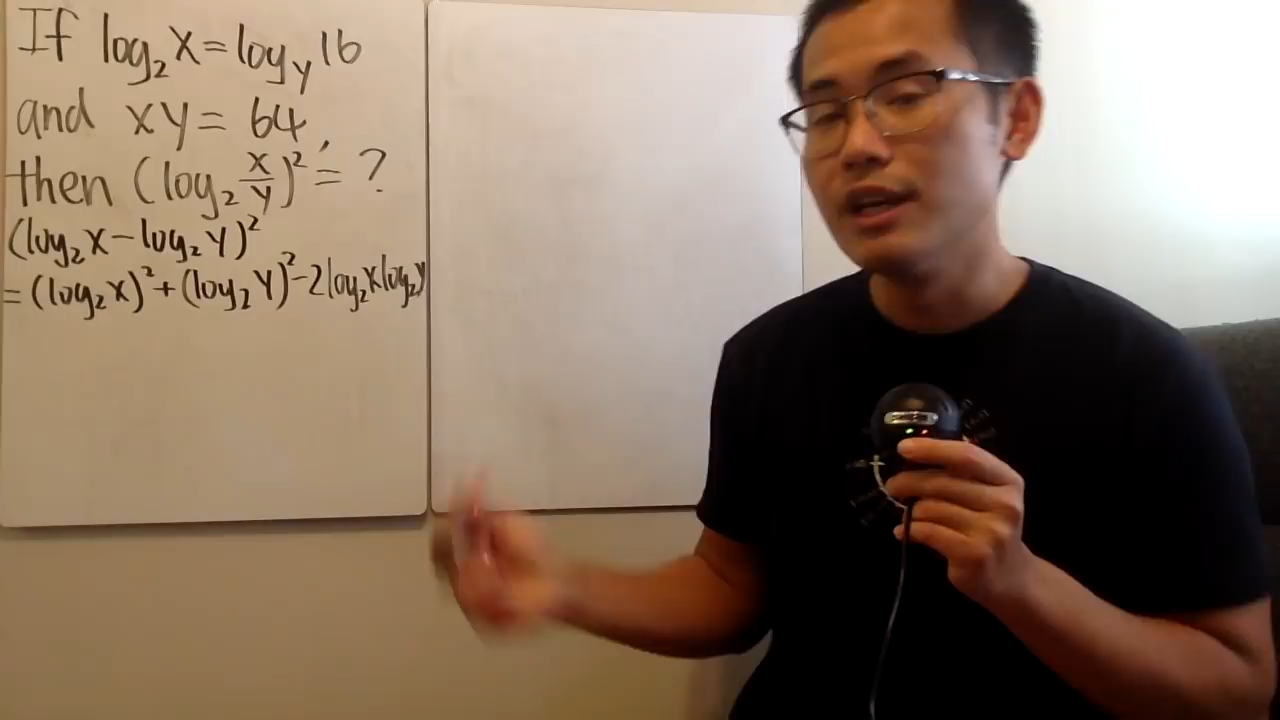 If log₂ x = log_y 16
and xy = 64,
then (log₂ x/y)² = ?
(log₂ x − log₂ y)²
= (log₂ x)² + (log₂ y)² − 2 log₂ x log₂ y